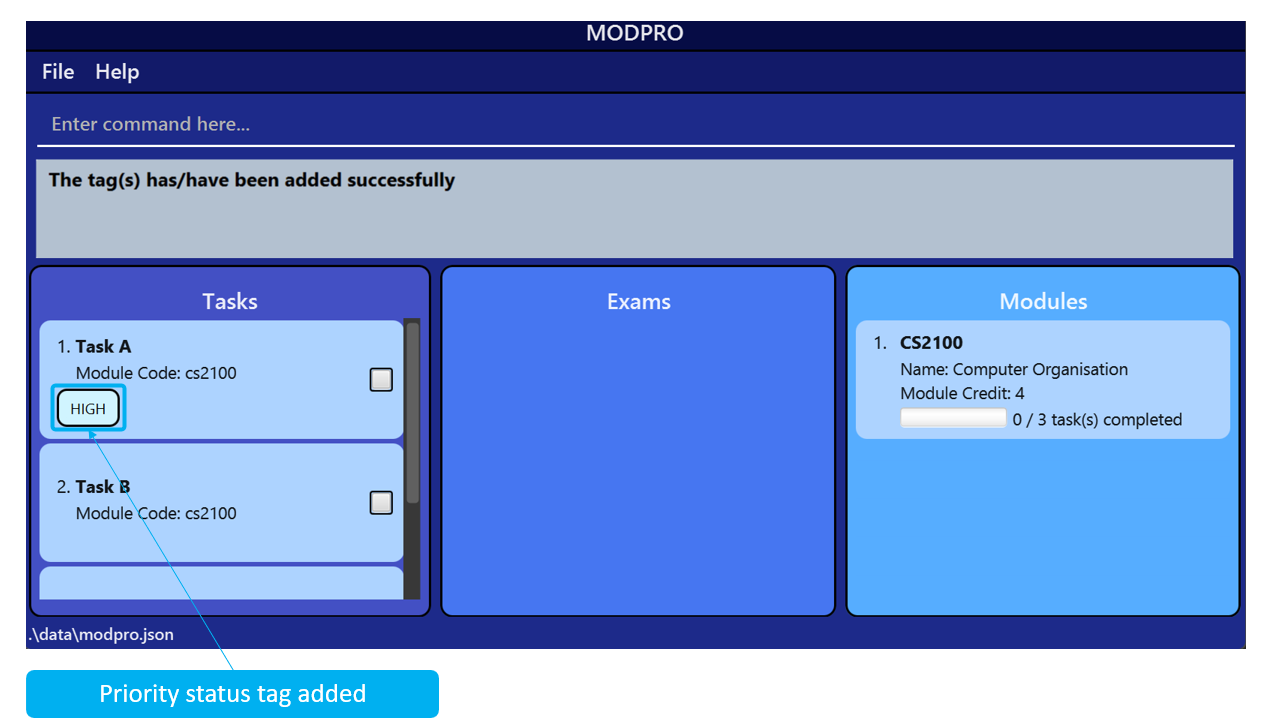 MODPRO
File Help
Enter command here...
The tag(s) has/have been added successfully
Tasks
1. Task A
Module Code: cs2100
HIGH
2. Task B
Module Code: cs2100
Exams
Modules
1. CS2100
Name: Computer Organisation
Module Credit: 4
0 / 3 task(s) completed
.\data\modpro.json
Priority status tag added